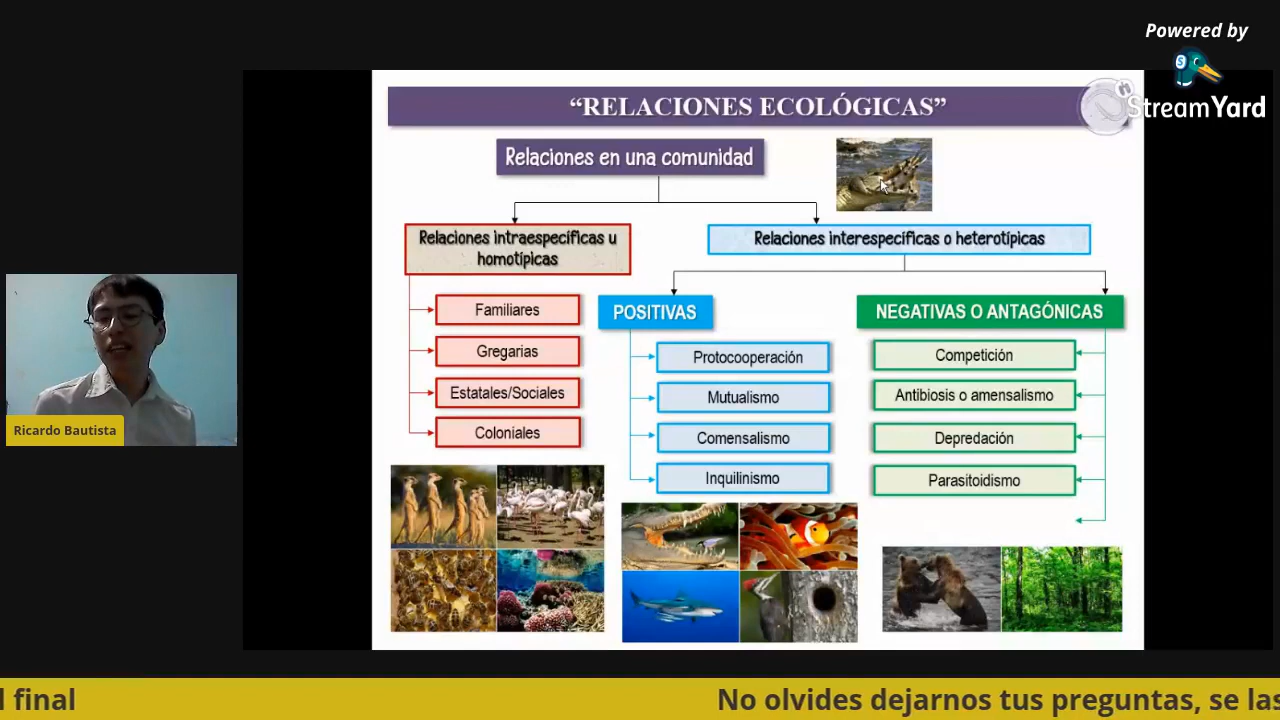 Powered by
StreamYard
“RELACIONES ECOLÓGICAS”
Relaciones en una comunidad
Relaciones intraespecíficas u
homotípicas
Relaciones interespecíficas o heterotípicas
Familiares
Gregarias
Estatales/Sociales
Coloniales
POSITIVAS
Protocooperación
Mutualismo
Comensalismo
Inquilinismo
NEGATIVAS O ANTAGÓNICAS
Competición
Antibiosis o amensalismo
Depredación
Parasitoidismo
Ricardo Bautista
l final
No olvides dejarnos tus preguntas, se las